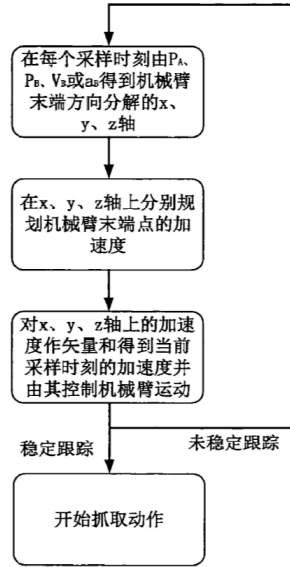 在每个采样时刻由PA、
PB、VB或aB得到机械臂
末端方向分解的x、
y、z轴
在x、y、z轴上分别规
划机械臂末端点的加
速度
对x、y、z轴上的加速
度作矢量和得到当前
采样时刻的加速度并
由其控制机械臂运动
稳定跟踪
未稳定跟踪
开始抓取动作